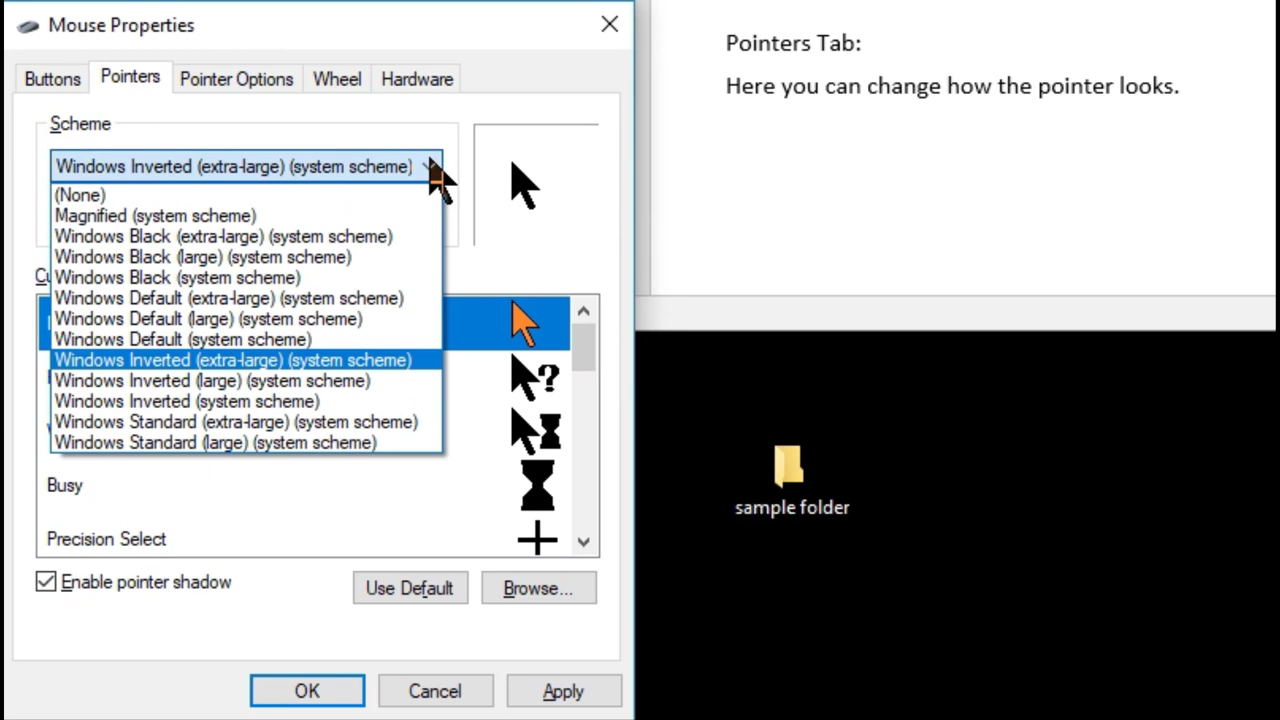 Mouse Properties
Buttons
Pointers
Pointer Options
Wheel
Hardware
Scheme
Windows Inverted (extra-large) (system scheme)
(None)
Magnified (system scheme)
Windows Black (extra-large) (system scheme)
Windows Black (large) (system scheme)
Windows Black (system scheme)
Windows Default (extra-large) (system scheme)
Windows Default (large) (system scheme)
Windows Default (system scheme)
Windows Inverted (extra-large) (system scheme)
Windows Inverted (large) (system scheme)
Windows Inverted (system scheme)
Windows Standard (extra-large) (system scheme)
Windows Standard (large) (system scheme)
Busy
Precision Select
Enable pointer shadow
Use Default
Browse...
OK
Cancel
Apply
Pointers Tab:
Here you can change how the pointer looks.
sample folder